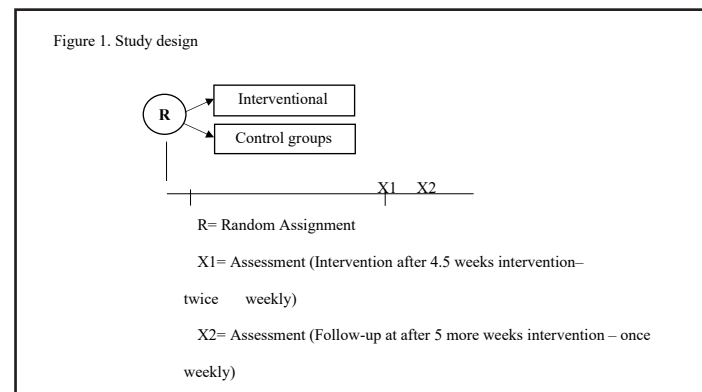 Figure 1. Study design
Interventional
R
Control groups
X1 X2
R= Random Assignment
X1= Assessment (Intervention after 4.5 weeks intervention–
twice weekly)
X2= Assessment (Follow-up at after 5 more weeks intervention – once
weekly)